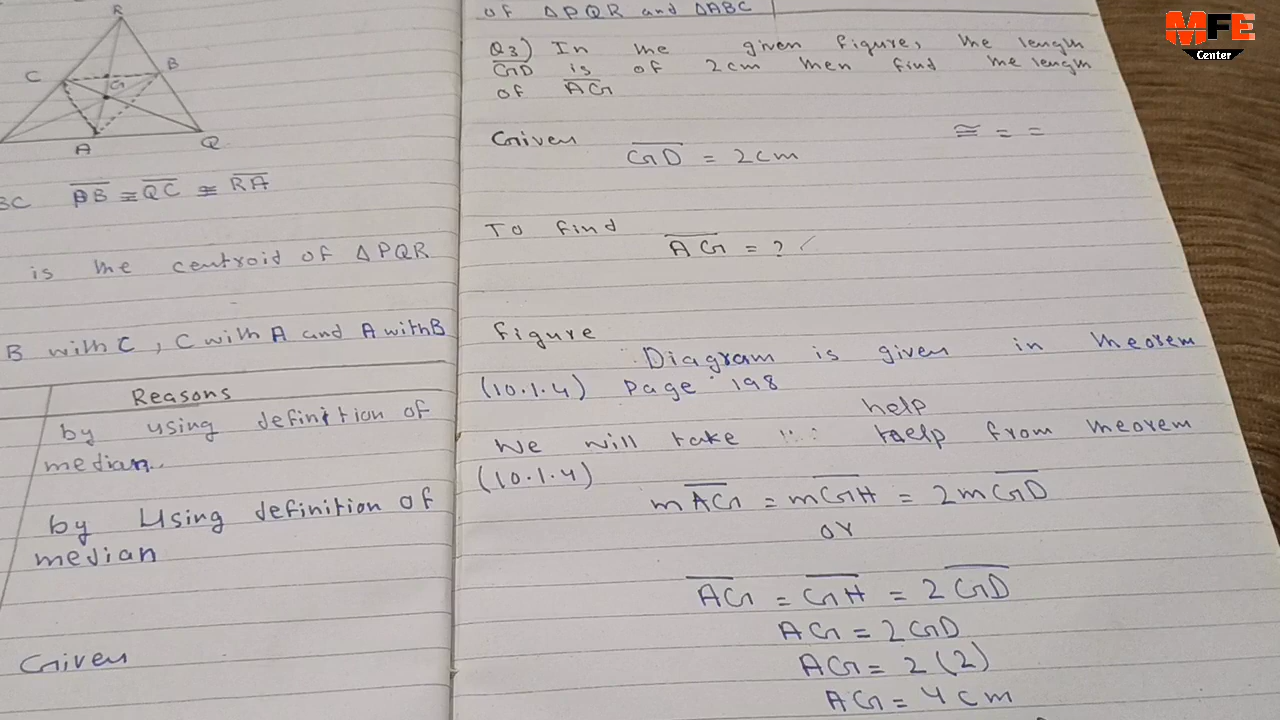 R
C
B
G
A
Q
BC PB ≅ QC ≅ RA
is the centroid of △PQR
B with C, C with A and A with B
Reasons
by using definition of
median.
by Using definition of
median
Given
of △PQR and △ABC
Q3) In the given figure, the length
GD is of 2cm then find the length
of AG
Given
≅ = =
GD = 2cm
To find
AG = ?
figure
Diagram is given in theorem
(10.1.4) Page 198
help
We will take help from theorem
(10.1.4)
mAG = mGH = 2mGD
or
AG = GH = 2GD
AG = 2GD
AG = 2(2)
AG = 4cm
MFE
Center